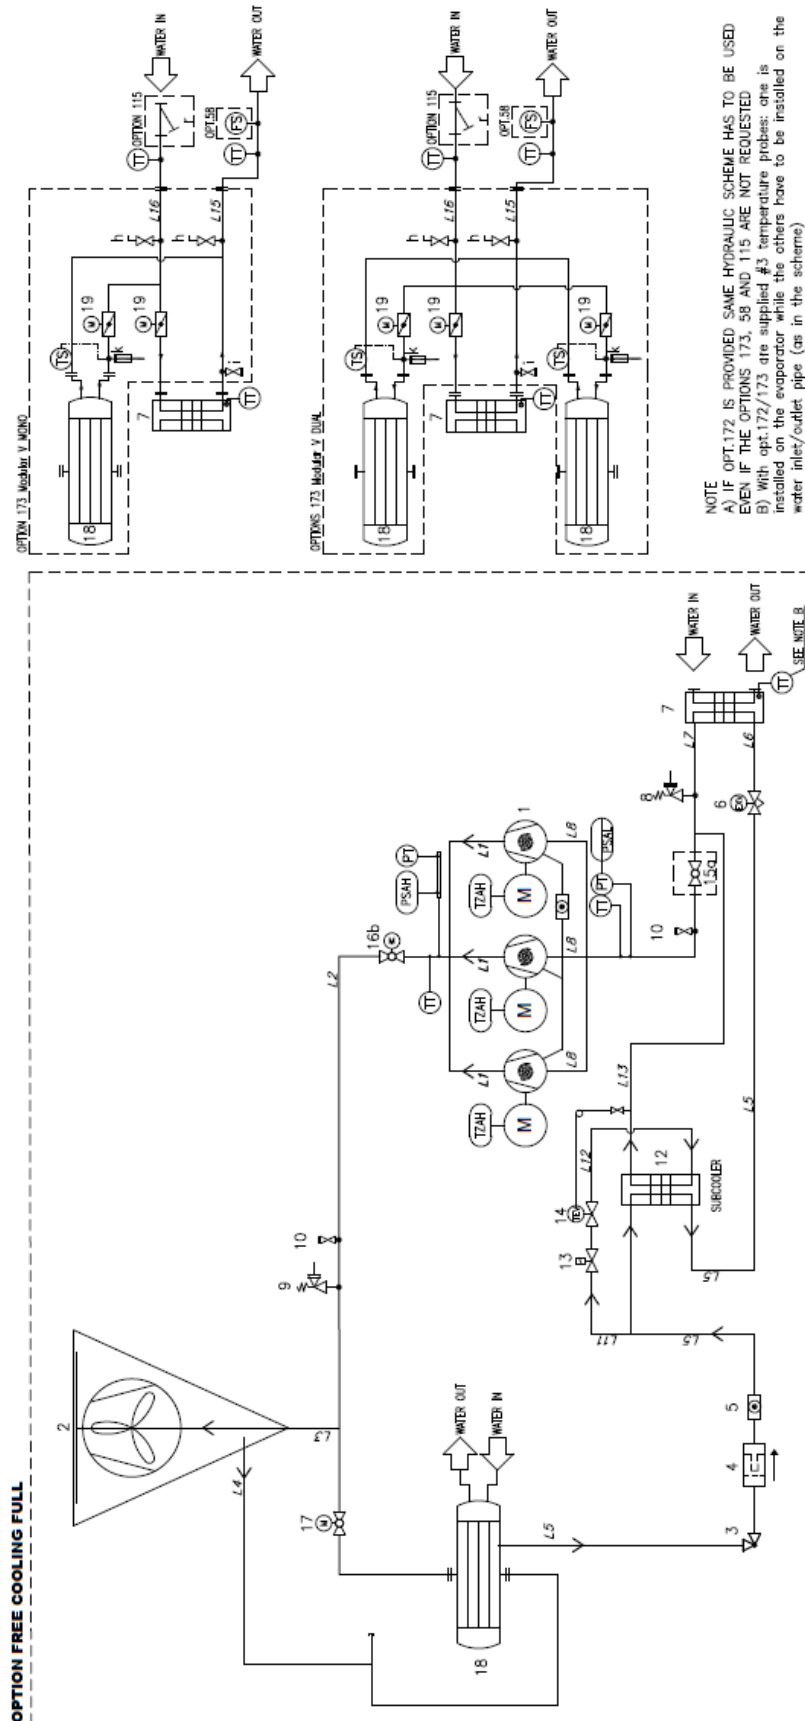 OPTION FREE COOLING FULL
OPTION 173 Modular V MONO
WATER IN
OPTION 115
TT
r
WATER OUT
OPT.58
FS
TT
L16
L15
h
h
19
M
19
M
TS
k
i
TT
7
18
OPTIONS 173 Modular V DUAL
WATER IN
OPTION 115
TT
r
WATER OUT
OPT.58
FS
TT
L16
L15
h
h
19
M
19
M
19
M
TS
k
i
TT
7
TS
k
18
18
NOTE
A) IF OPT.172 IS PROVIDED SAME HYDRAULIC SCHEME HAS TO BE USED
EVEN IF THE OPTIONS 173, 58 AND 115 ARE NOT REQUESTED
B) With opt.172/173 are supplied #3 temperature probes: one is
installed on the evaporator while the others have to be installed on the
water inlet/outlet pipe (as in the scheme)
2
L4
L3
17
M
9
10
L2
16b
TT
PSAH
PT
L1
L1
L1
TZAH
TZAH
TZAH
M
M
M
1
L8
L8
L8
TT
PT
PSAL
10
15a
8
L7
7
L6
6
EXV
WATER IN
WATER OUT
TT
SEE NOTE B
18
WATER OUT
WATER IN
L5
3
4
5
L5
L11
13
14
TEX
L12
L13
12
SUBCOOLER
L5
L5